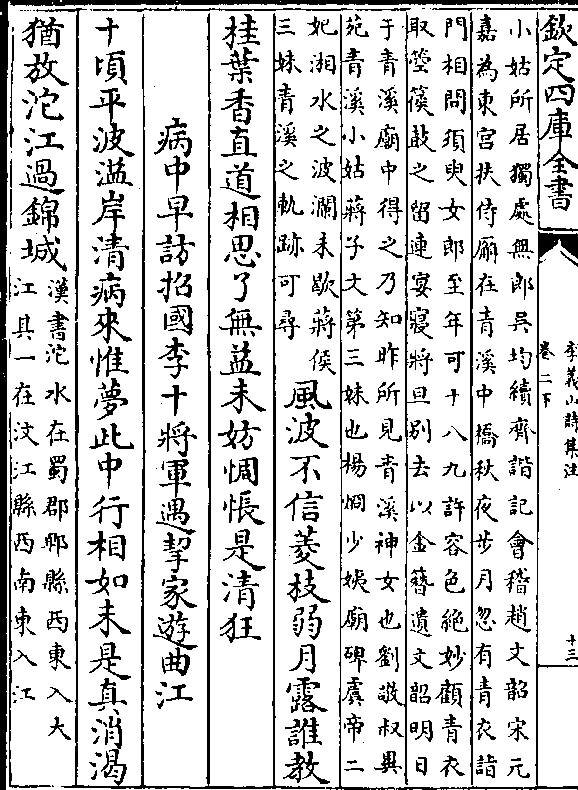 欽定四庫全書
李義山詩集注
卷二下
十三
小姑所居獨處無郎吳均續齊諧記會稽趙文韶宋元
嘉為東宮扶侍廨在青溪中橋秋夜步月忽有青衣詣
門相問須臾女郎至年可十八九許容色絶妙顧青衣
取箜篌鼓之留連宴寢將旦别去以金簪遺文韶明日
于青溪廟中得之乃知昨所見青溪神女也劉敬叔異
苑青溪小姑蔣子文第三妹也楊烱少姨廟碑虞帝二
妃湘水之波瀾未歇蔣侯
三妹青溪之軌跡可尋
風波不信菱枝弱月露誰教
桂葉香直道相思了無益未妨惆悵是清狂
病中早訪招國李十將軍遇挈家遊曲江
十頃平波溢岸清病來惟夢此中行相如未是真消渴
猶放沱江過錦城
漢書沱水在蜀郡郫縣西東入大
江其一在汶江縣西南東入江